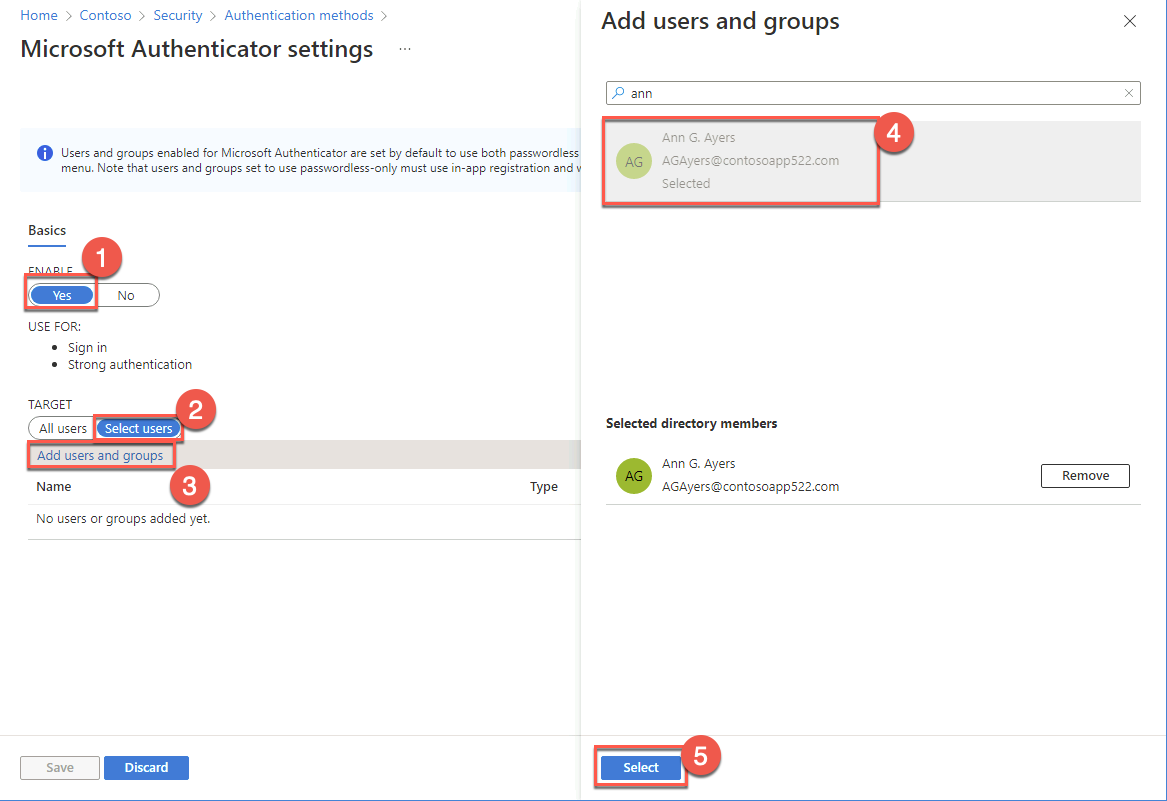 Home > Contoso > Security > Authentication methods >
Microsoft Authenticator settings ...
Users and groups enabled for Microsoft Authenticator are set by default to use both passwordless
menu. Note that users and groups set to use passwordless-only must use in-app registration and
Basics
1
ENABLE
Yes No
USE FOR:
• Sign in
• Strong authentication
TARGET
2
All users Select users
Add users and groups
3
Name Type
No users or groups added yet.
Save Discard
Add users and groups
ann
4
AG
Ann G. Ayers
AGAyers@contosoapp522.com
Selected
Selected directory members
AG
Ann G. Ayers
AGAyers@contosoapp522.com
Remove
Select
5